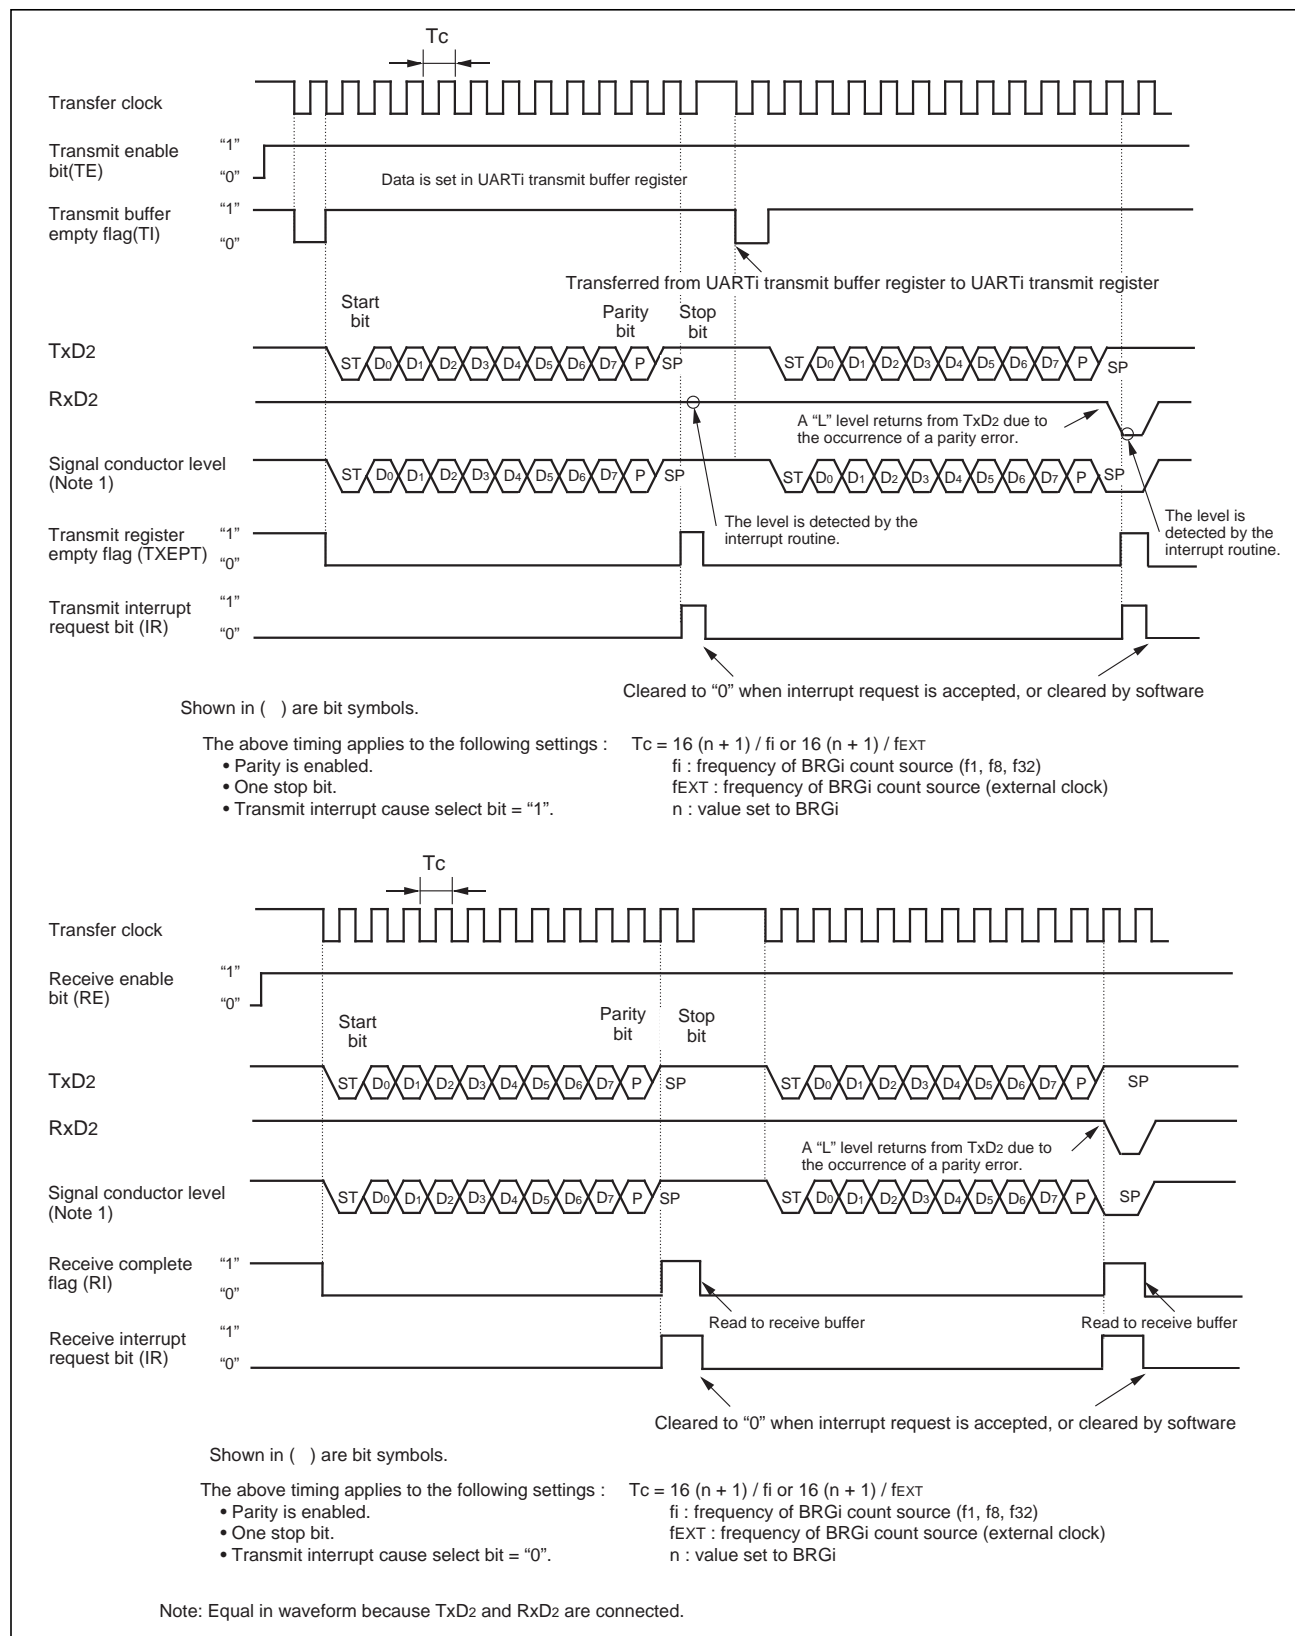 Tc
Transfer clock
Transmit enable
bit(TE)
“1”
“0”
Data is set in UARTi transmit buffer register
Transmit buffer
empty flag(TI)
“1”
“0”
Transferred from UARTi transmit buffer register to UARTi transmit register
Start
bit
Parity
bit
Stop
bit
TxD2
ST D0 D1 D2 D3 D4 D5 D6 D7 P SP
ST D0 D1 D2 D3 D4 D5 D6 D7 P SP
RxD2
A “L” level returns from TxD2 due to
the occurrence of a parity error.
Signal conductor level
(Note 1)
ST D0 D1 D2 D3 D4 D5 D6 D7 P SP
ST D0 D1 D2 D3 D4 D5 D6 D7 P SP
The level is detected by the
interrupt routine.
The level is
detected by the
interrupt routine.
Transmit register
empty flag (TXEPT)
“1”
“0”
Transmit interrupt
request bit (IR)
“1”
“0”
Cleared to “0” when interrupt request is accepted, or cleared by software
Shown in ( ) are bit symbols.
The above timing applies to the following settings :
• Parity is enabled.
• One stop bit.
• Transmit interrupt cause select bit = “1”.
Tc = 16 (n + 1) / fi or 16 (n + 1) / fEXT
fi : frequency of BRGi count source (f1, f8, f32)
fEXT : frequency of BRGi count source (external clock)
n : value set to BRGi
Tc
Transfer clock
Receive enable
bit (RE)
“1”
“0”
Start
bit
Parity
bit
Stop
bit
TxD2
ST D0 D1 D2 D3 D4 D5 D6 D7 P SP
ST D0 D1 D2 D3 D4 D5 D6 D7 P SP
RxD2
A “L” level returns from TxD2 due to
the occurrence of a parity error.
Signal conductor level
(Note 1)
ST D0 D1 D2 D3 D4 D5 D6 D7 P SP
ST D0 D1 D2 D3 D4 D5 D6 D7 P SP
Receive complete
flag (RI)
“1”
“0”
Read to receive buffer
Read to receive buffer
Receive interrupt
request bit (IR)
“1”
“0”
Cleared to “0” when interrupt request is accepted, or cleared by software
Shown in ( ) are bit symbols.
The above timing applies to the following settings :
• Parity is enabled.
• One stop bit.
• Transmit interrupt cause select bit = “0”.
Tc = 16 (n + 1) / fi or 16 (n + 1) / fEXT
fi : frequency of BRGi count source (f1, f8, f32)
fEXT : frequency of BRGi count source (external clock)
n : value set to BRGi
Note: Equal in waveform because TxD2 and RxD2 are connected.